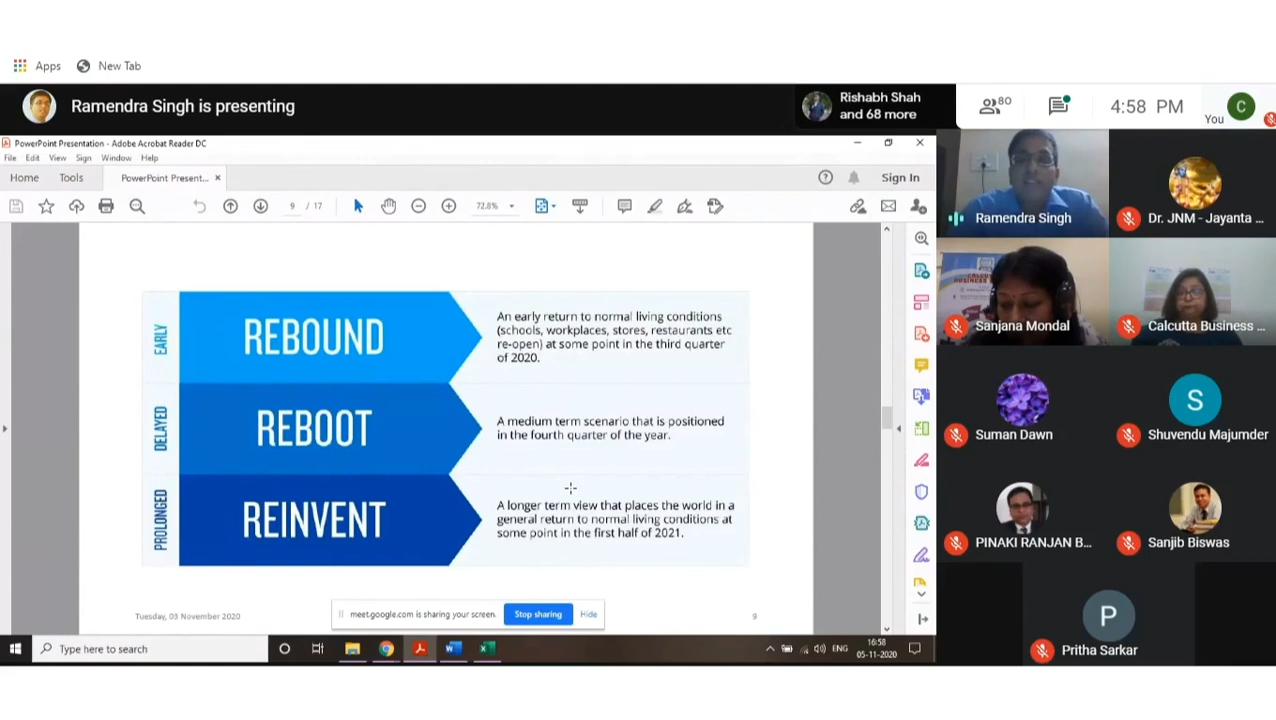 Apps
New Tab
Ramendra Singh is presenting
Rishabh Shah
and 68 more
80
4:58 PM
You
C
PowerPoint Presentation - Adobe Acrobat Reader DC
File Edit View Sign Window Help
Home Tools PowerPoint Present... ×
Sign In
9 / 17
72.8%
EARLY
REBOUND
An early return to normal living conditions
(schools, workplaces, stores, restaurants etc
re-open) at some point in the third quarter
of 2020.
DELAYED
REBOOT
A medium term scenario that is positioned
in the fourth quarter of the year.
PROLONGED
REINVENT
A longer term view that places the world in a
general return to normal living conditions at
some point in the first half of 2021.
Tuesday, 03 November 2020
9
meet.google.com is sharing your screen.
Stop sharing
Hide
Type here to search
ENG
16:58
05-11-2020
Ramendra Singh
Dr. JNM - Jayanta ...
Sanjana Mondal
Calcutta Business ...
Suman Dawn
S
Shuvendu Majumder
PINAKI RANJAN B...
Sanjib Biswas
P
Pritha Sarkar